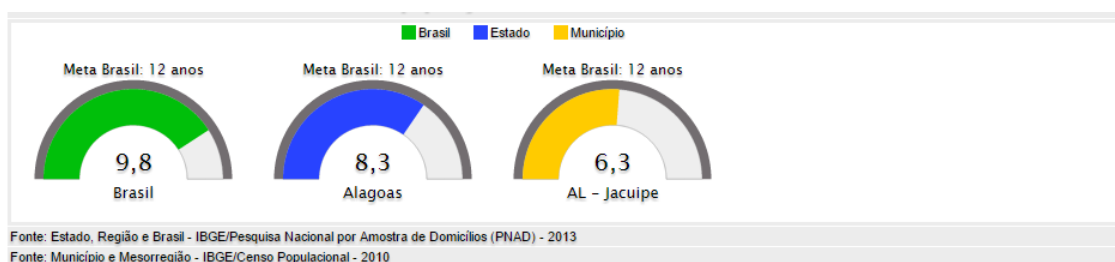 Brasil Estado Município
Meta Brasil: 12 anos Meta Brasil: 12 anos Meta Brasil: 12 anos
9,8 8,3 6,3
Brasil Alagoas AL - Jacuipe
Fonte: Estado, Região e Brasil - IBGE/Pesquisa Nacional por Amostra de Domicílios (PNAD) - 2013
Fonte: Município e Mesorregião - IBGE/Censo Populacional - 2010